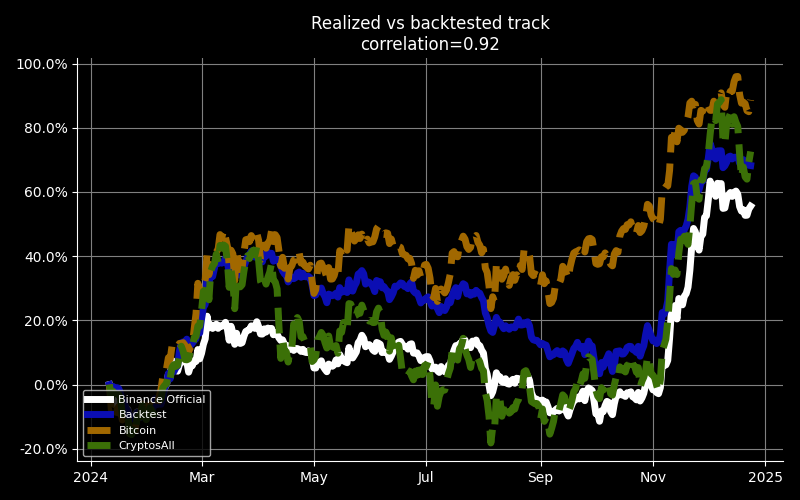 Realized vs backtested track
correlation=0.92
100.0%
80.0%
60.0%
40.0%
20.0%
0.0%
-20.0%
Binance Official
Backtest
Bitcoin
CryptosAll
2024 Mar May Jul Sep Nov 2025